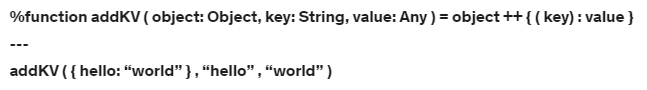 %function addKV ( object: Object, key: String, value: Any ) = object ++ { ( key) : value }
---
addKV ( { hello: “world” } , “hello” , “world” )